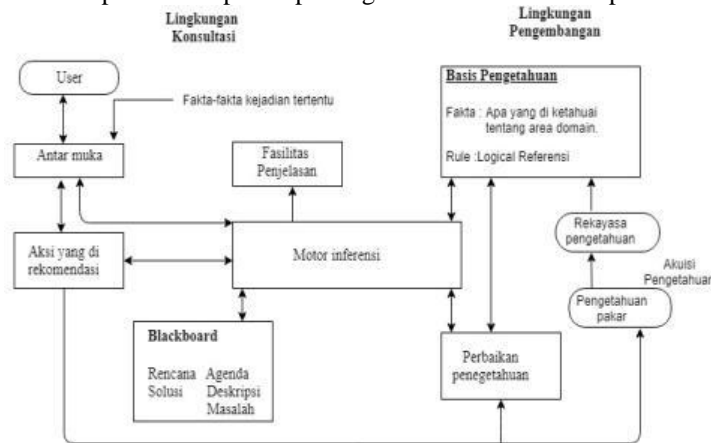 Lingkungan
Konsultasi
Lingkungan
Pengembangan
User
Fakta-fakta kejadian tertentu
Antar muka
Fasilitas
Penjelasan
Basis Pengetahuan
Fakta : Apa yang di ketahuai
tentang area domain.
Rule :Logical Referensi
Aksi yang di
rekomendasi
Motor inferensi
Rekayasa
pengetahuan
Akuisi
Pengetahuan
Pengetahuan
pakar
Blackboard
Rencana Agenda
Solusi Deskripsi
Masalah
Perbaikan
penegetahuan